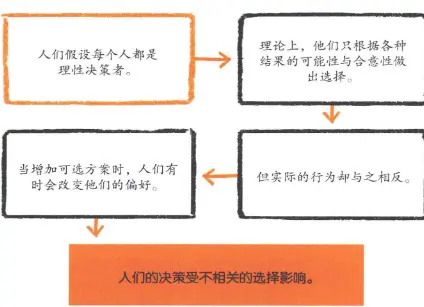 人们假设每个人都是
理性决策者。
理论上，他们只根据各种
结果的可能性与合意性做
出选择。
但实际的行为却与之相反。
当增加可选方案时，人们有
时会改变他们的偏好。
人们的决策受不相关的选择影响。